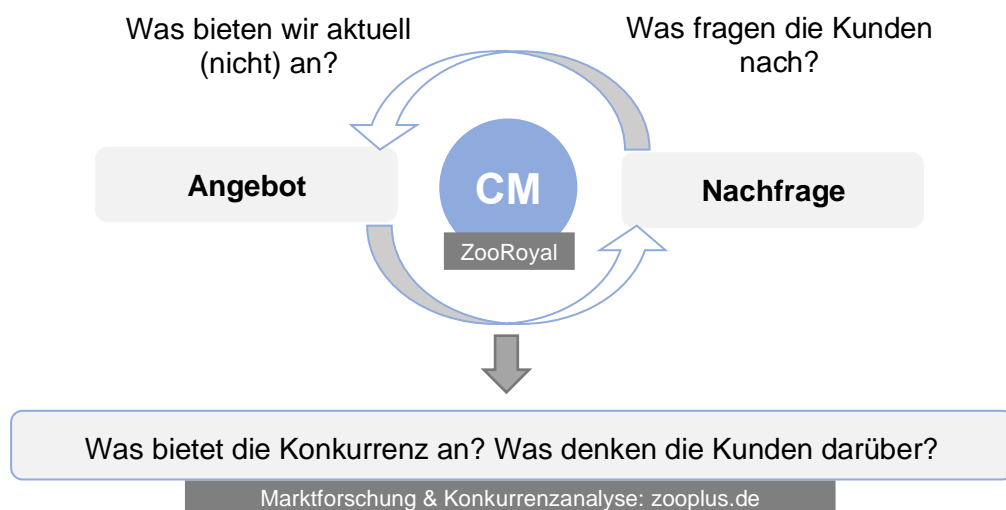 Was bieten wir aktuell
(nicht) an?
Was fragen die Kunden
nach?
Angebot
CM
ZooRoyal
Nachfrage
Was bietet die Konkurrenz an? Was denken die Kunden darüber?
Marktforschung & Konkurrenzanalyse: zooplus.de